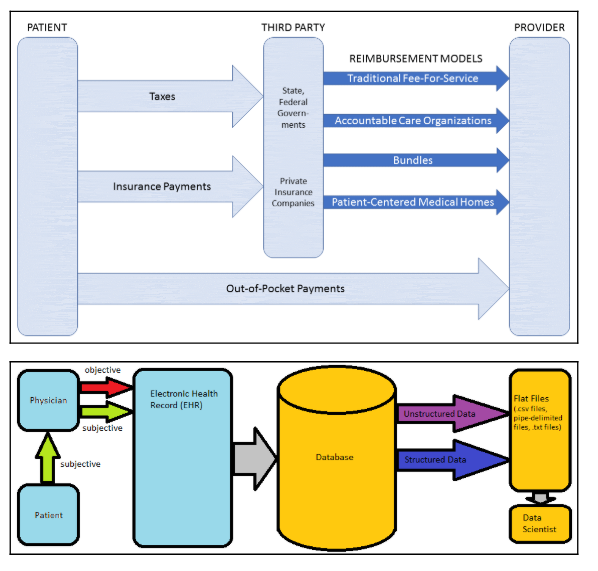 PATIENT
THIRD PARTY
PROVIDER
REIMBURSEMENT MODELS
Traditional Fee-For-Service
Taxes
State,
Federal
Govern-
ments
Accountable Care Organizations
Bundles
Insurance Payments
Private
Insurance
Companies
Patient-Centered Medical Homes
Out-of-Pocket Payments
objective
Physician
subjective
Electronic Health
Record (EHR)
Unstructured Data
Flat Files
(.csv files,
pipe-delimited
files, .txt files)
subjective
Database
Structured Data
Patient
Data
Scientist